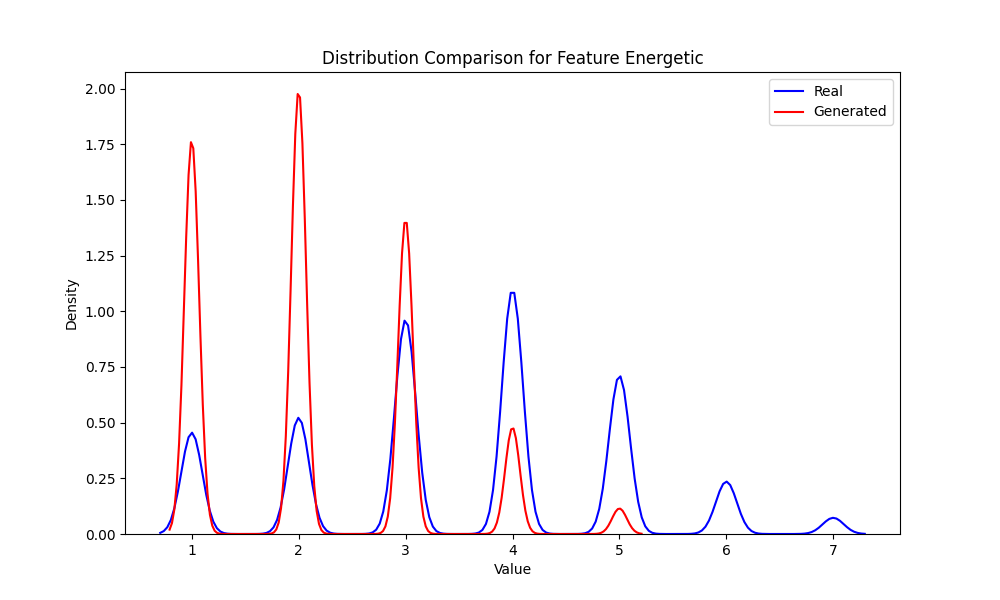 Distribution Comparison for Feature Energetic
Real
Generated
2.00
1.75
1.50
1.25
1.00
0.75
0.50
0.25
0.00
Density
1 2 3 4 5 6 7
Value